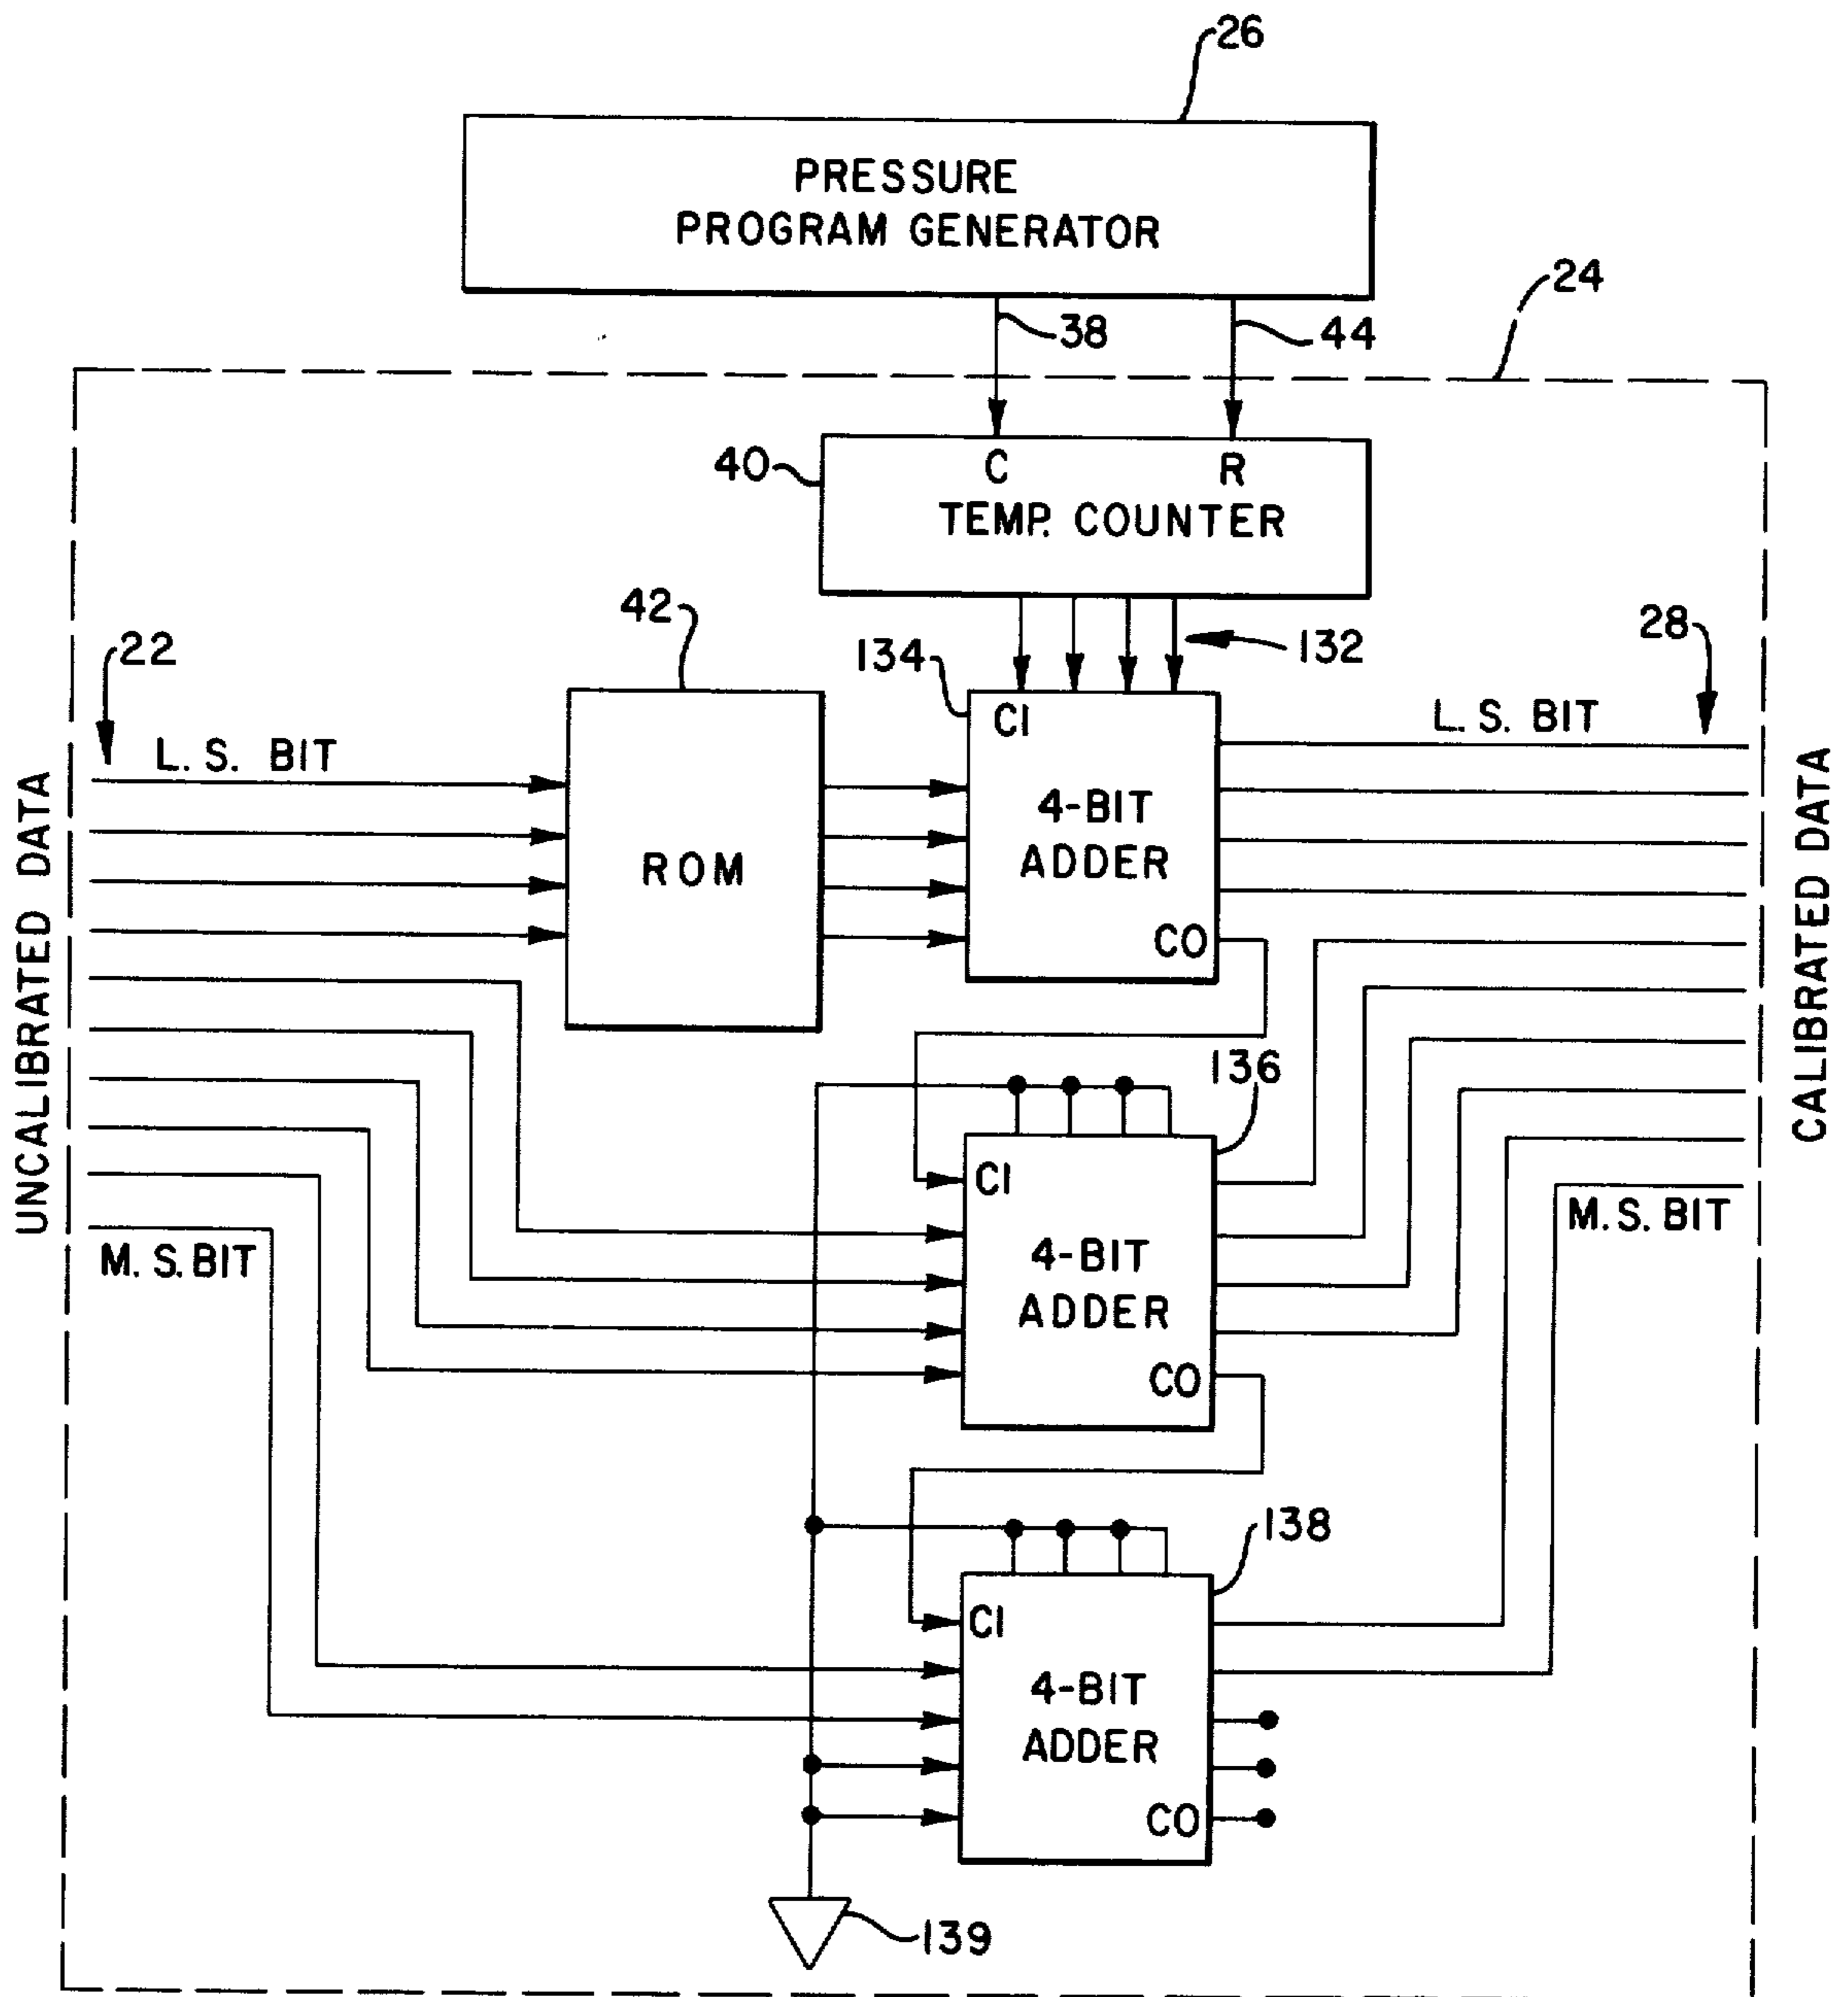 26
PRESSURE
PROGRAM GENERATOR
24
38
44
40
C
R
TEMP. COUNTER
42
22
134
132
28
CI
L. S. BIT
L. S. BIT
UNCALIBRATED DATA
ROM
4-BIT
ADDER
CALIBRATED DATA
CO
136
CI
M. S. BIT
M. S. BIT
4-BIT
ADDER
CO
138
CI
4-BIT
ADDER
CO
139